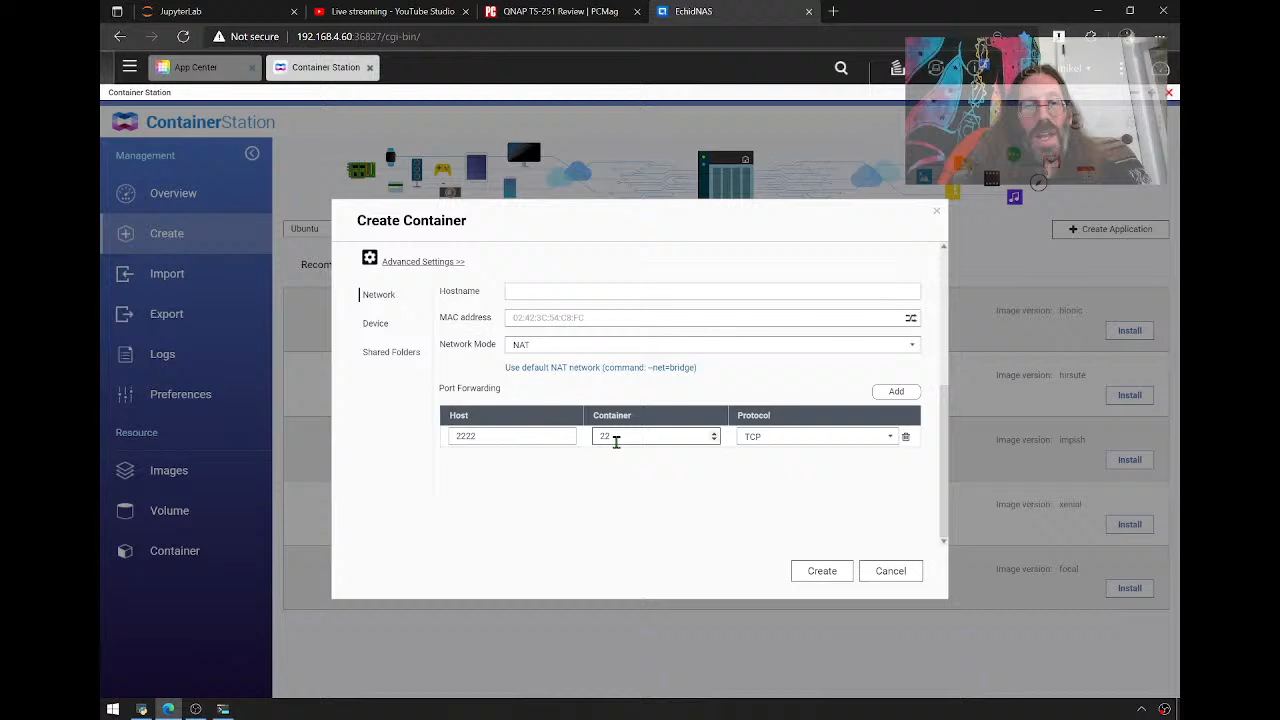 JupyterLab
Live streaming - YouTube Studio
PC
QNAP TS-251 Review | PCMag
EchidNAS
Not secure
192.168.4.60:36827/cgi-bin/
App Center
Container Station
mikel
Container Station
ContainerStation
Management
Overview
Create
Import
Export
Logs
Preferences
Resource
Images
Volume
Container
Ubuntu
Create Application
Recom
Image version: bionic
Install
Image version: hirsute
Install
Image version: impish
Install
Image version: xenial
Install
Image version: focal
Install
Create Container
Advanced Settings >>
Network
Device
Shared Folders
Hostname
MAC address
02:42:3C:54:C8:FC
Network Mode
NAT
Use default NAT network (command: --net=bridge)
Port Forwarding
Add
Host
Container
Protocol
2222
22
TCP
Create
Cancel